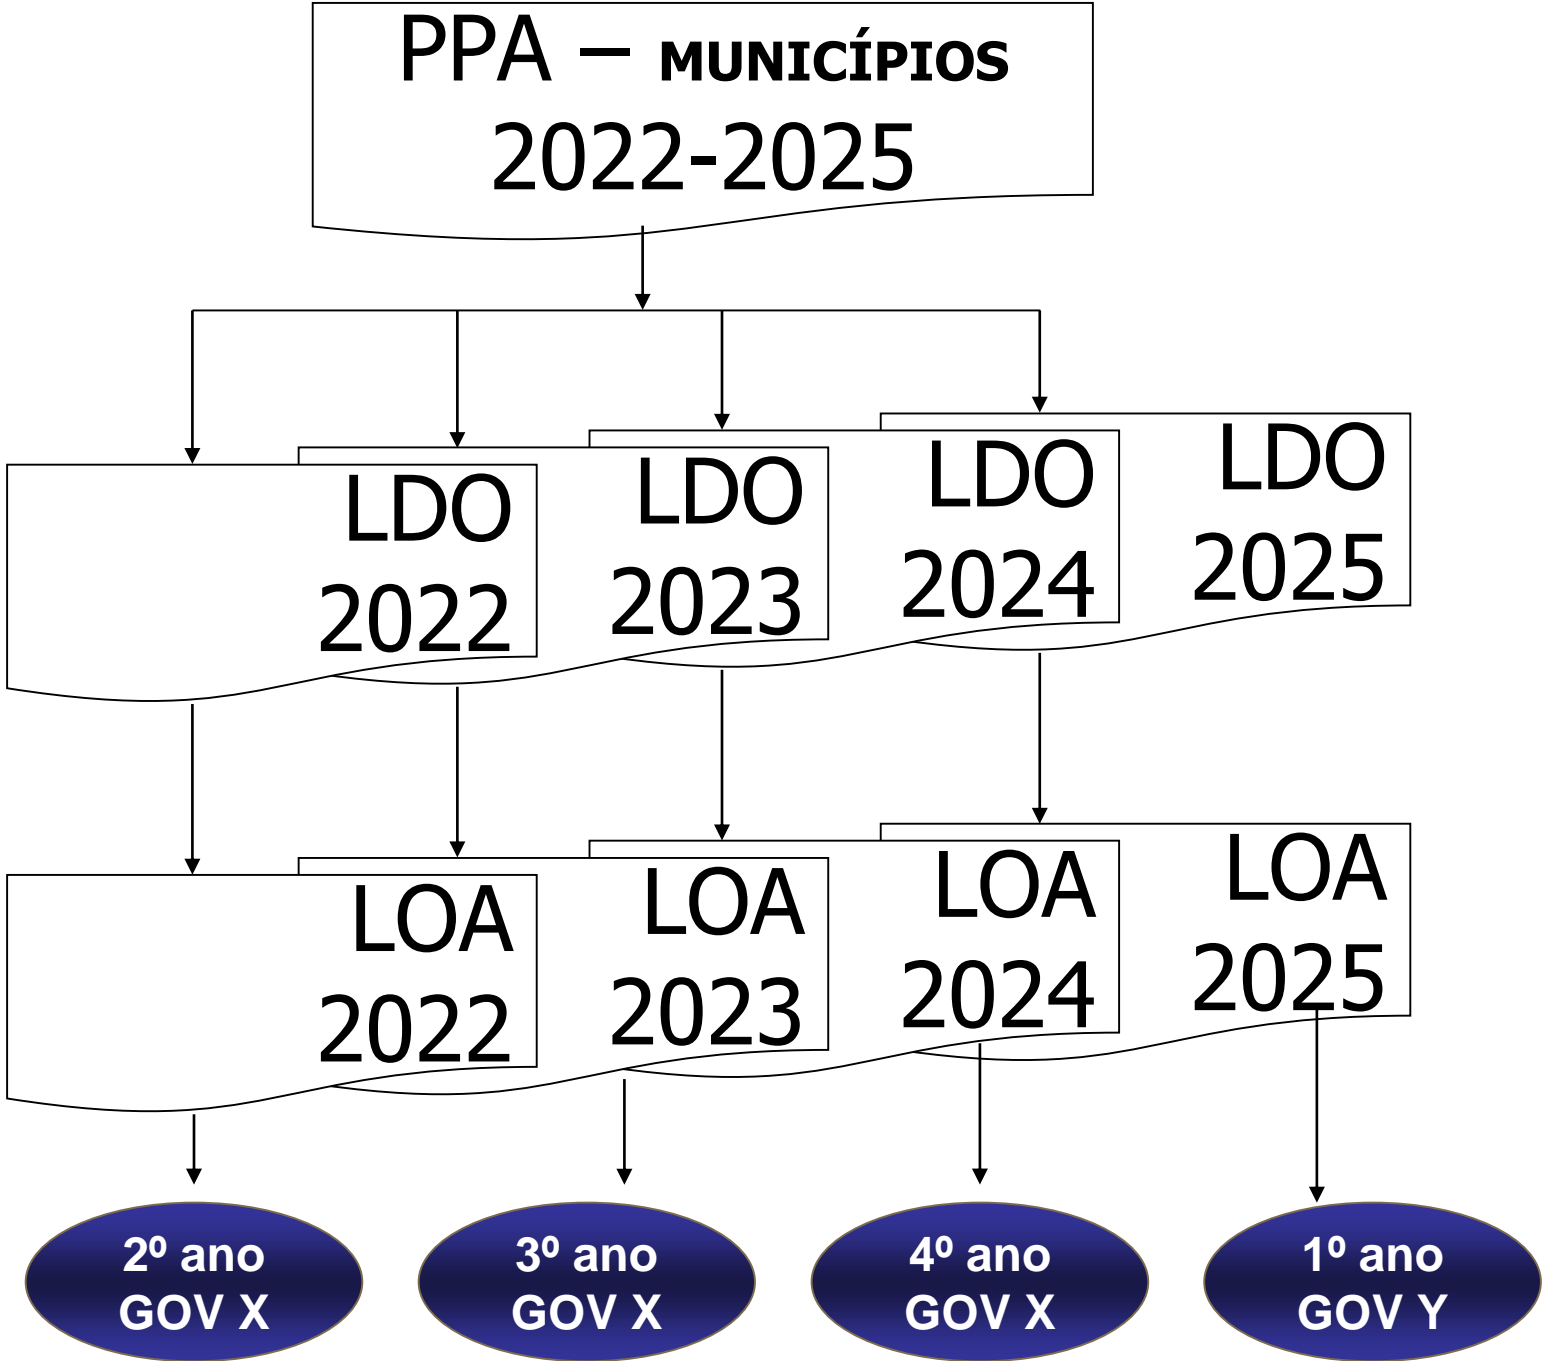 PPA – MUNICÍPIOS
2022-2025
LDO
2022
LDO
2023
LDO
2024
LDO
2025
LOA
2022
LOA
2023
LOA
2024
LOA
2025
2º ano
GOV X
3º ano
GOV X
4º ano
GOV X
1º ano
GOV Y